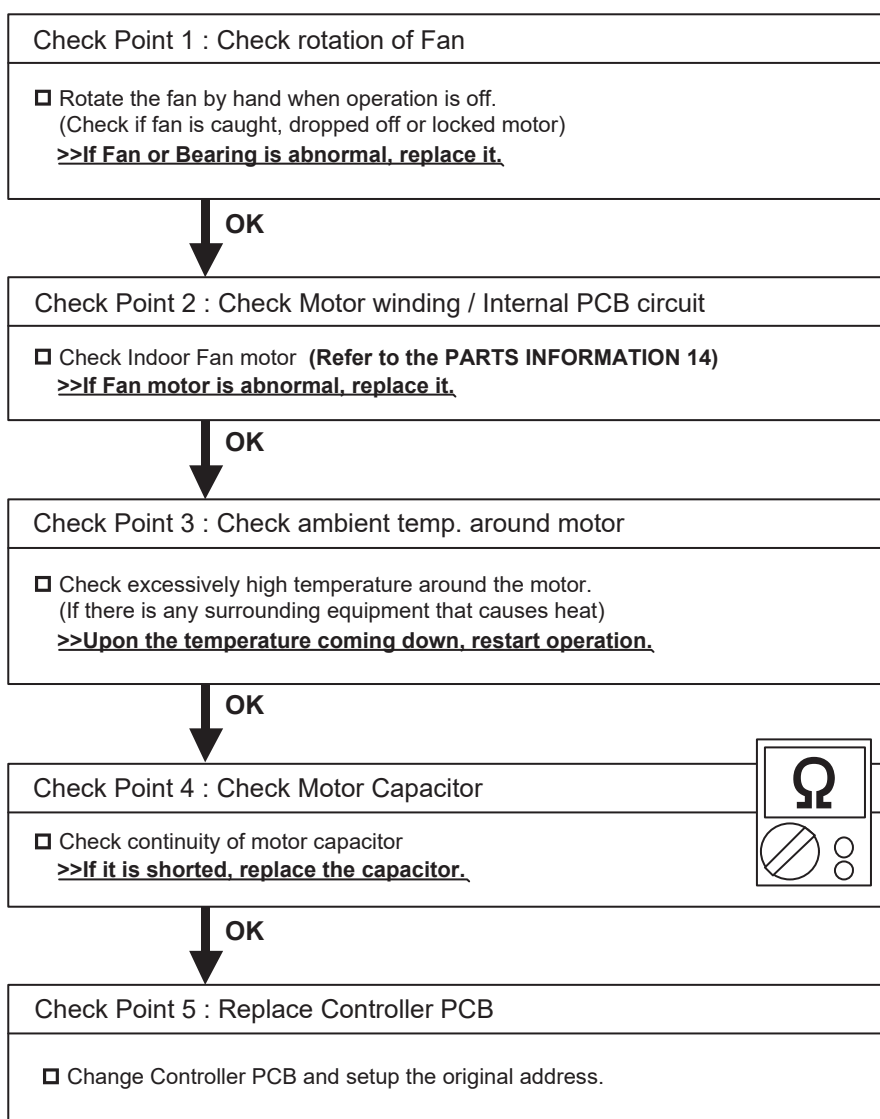 Check Point 1 : Check rotation of Fan
Rotate the fan by hand when operation is off.
(Check if fan is caught, dropped off or locked motor)
>>If Fan or Bearing is abnormal, replace it.
OK
Check Point 2 : Check Motor winding / Internal PCB circuit
Check Indoor Fan motor (Refer to the PARTS INFORMATION 14)
>>If Fan motor is abnormal, replace it.
OK
Check Point 3 : Check ambient temp. around motor
Check excessively high temperature around the motor.
(If there is any surrounding equipment that causes heat)
>>Upon the temperature coming down, restart operation.
OK
Check Point 4 : Check Motor Capacitor
Ω
Check continuity of motor capacitor
>>If it is shorted, replace the capacitor.
OK
Check Point 5 : Replace Controller PCB
Change Controller PCB and setup the original address.